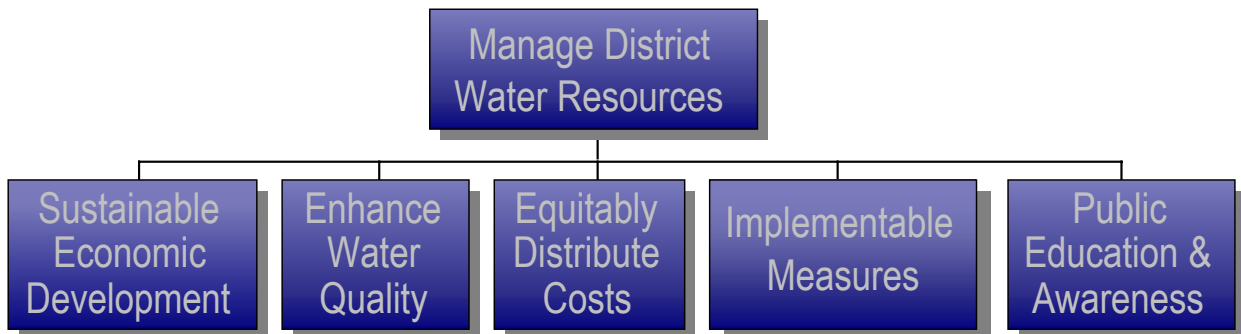 Manage District
Water Resources
Sustainable
Economic
Development
Enhance
Water
Quality
Equitably
Distribute
Costs
Implementable
Measures
Public
Education &
Awareness